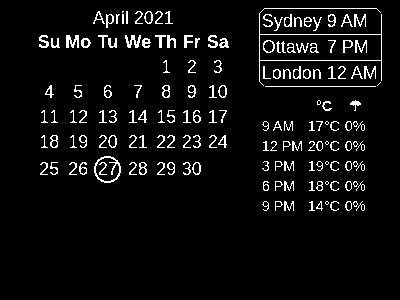 April 2021
Su Mo Tu We Th Fr Sa
1 2 3
4 5 6 7 8 9 10
11 12 13 14 15 16 17
18 19 20 21 22 23 24
25 26 27 28 29 30
Sydney 9 AM
Ottawa 7 PM
London 12 AM
°C ☂
9 AM 17°C 0%
12 PM 20°C 0%
3 PM 19°C 0%
6 PM 18°C 0%
9 PM 14°C 0%